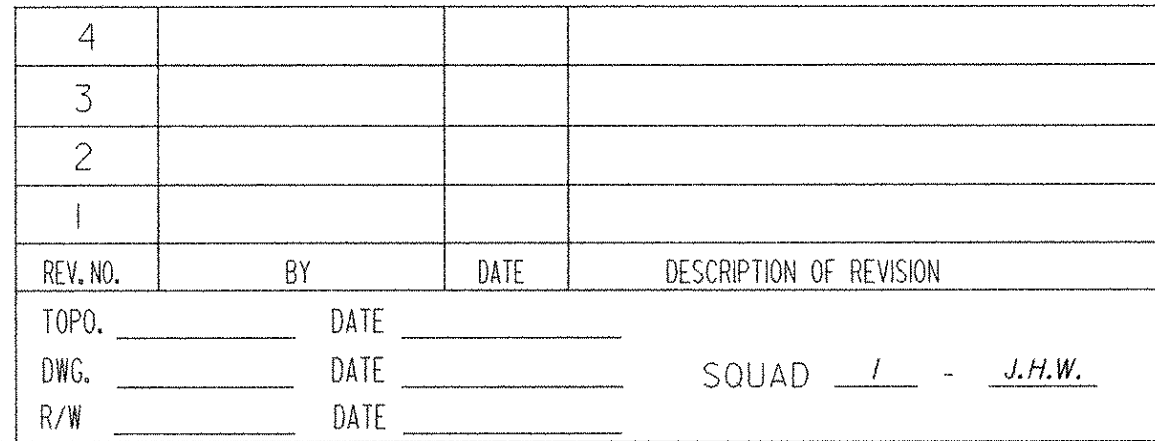 4
3
2
1
REV. NO. BY DATE DESCRIPTION OF REVISION
TOPO. DATE
DWG. DATE
SQUAD 1 - J.H.W.
R/W DATE